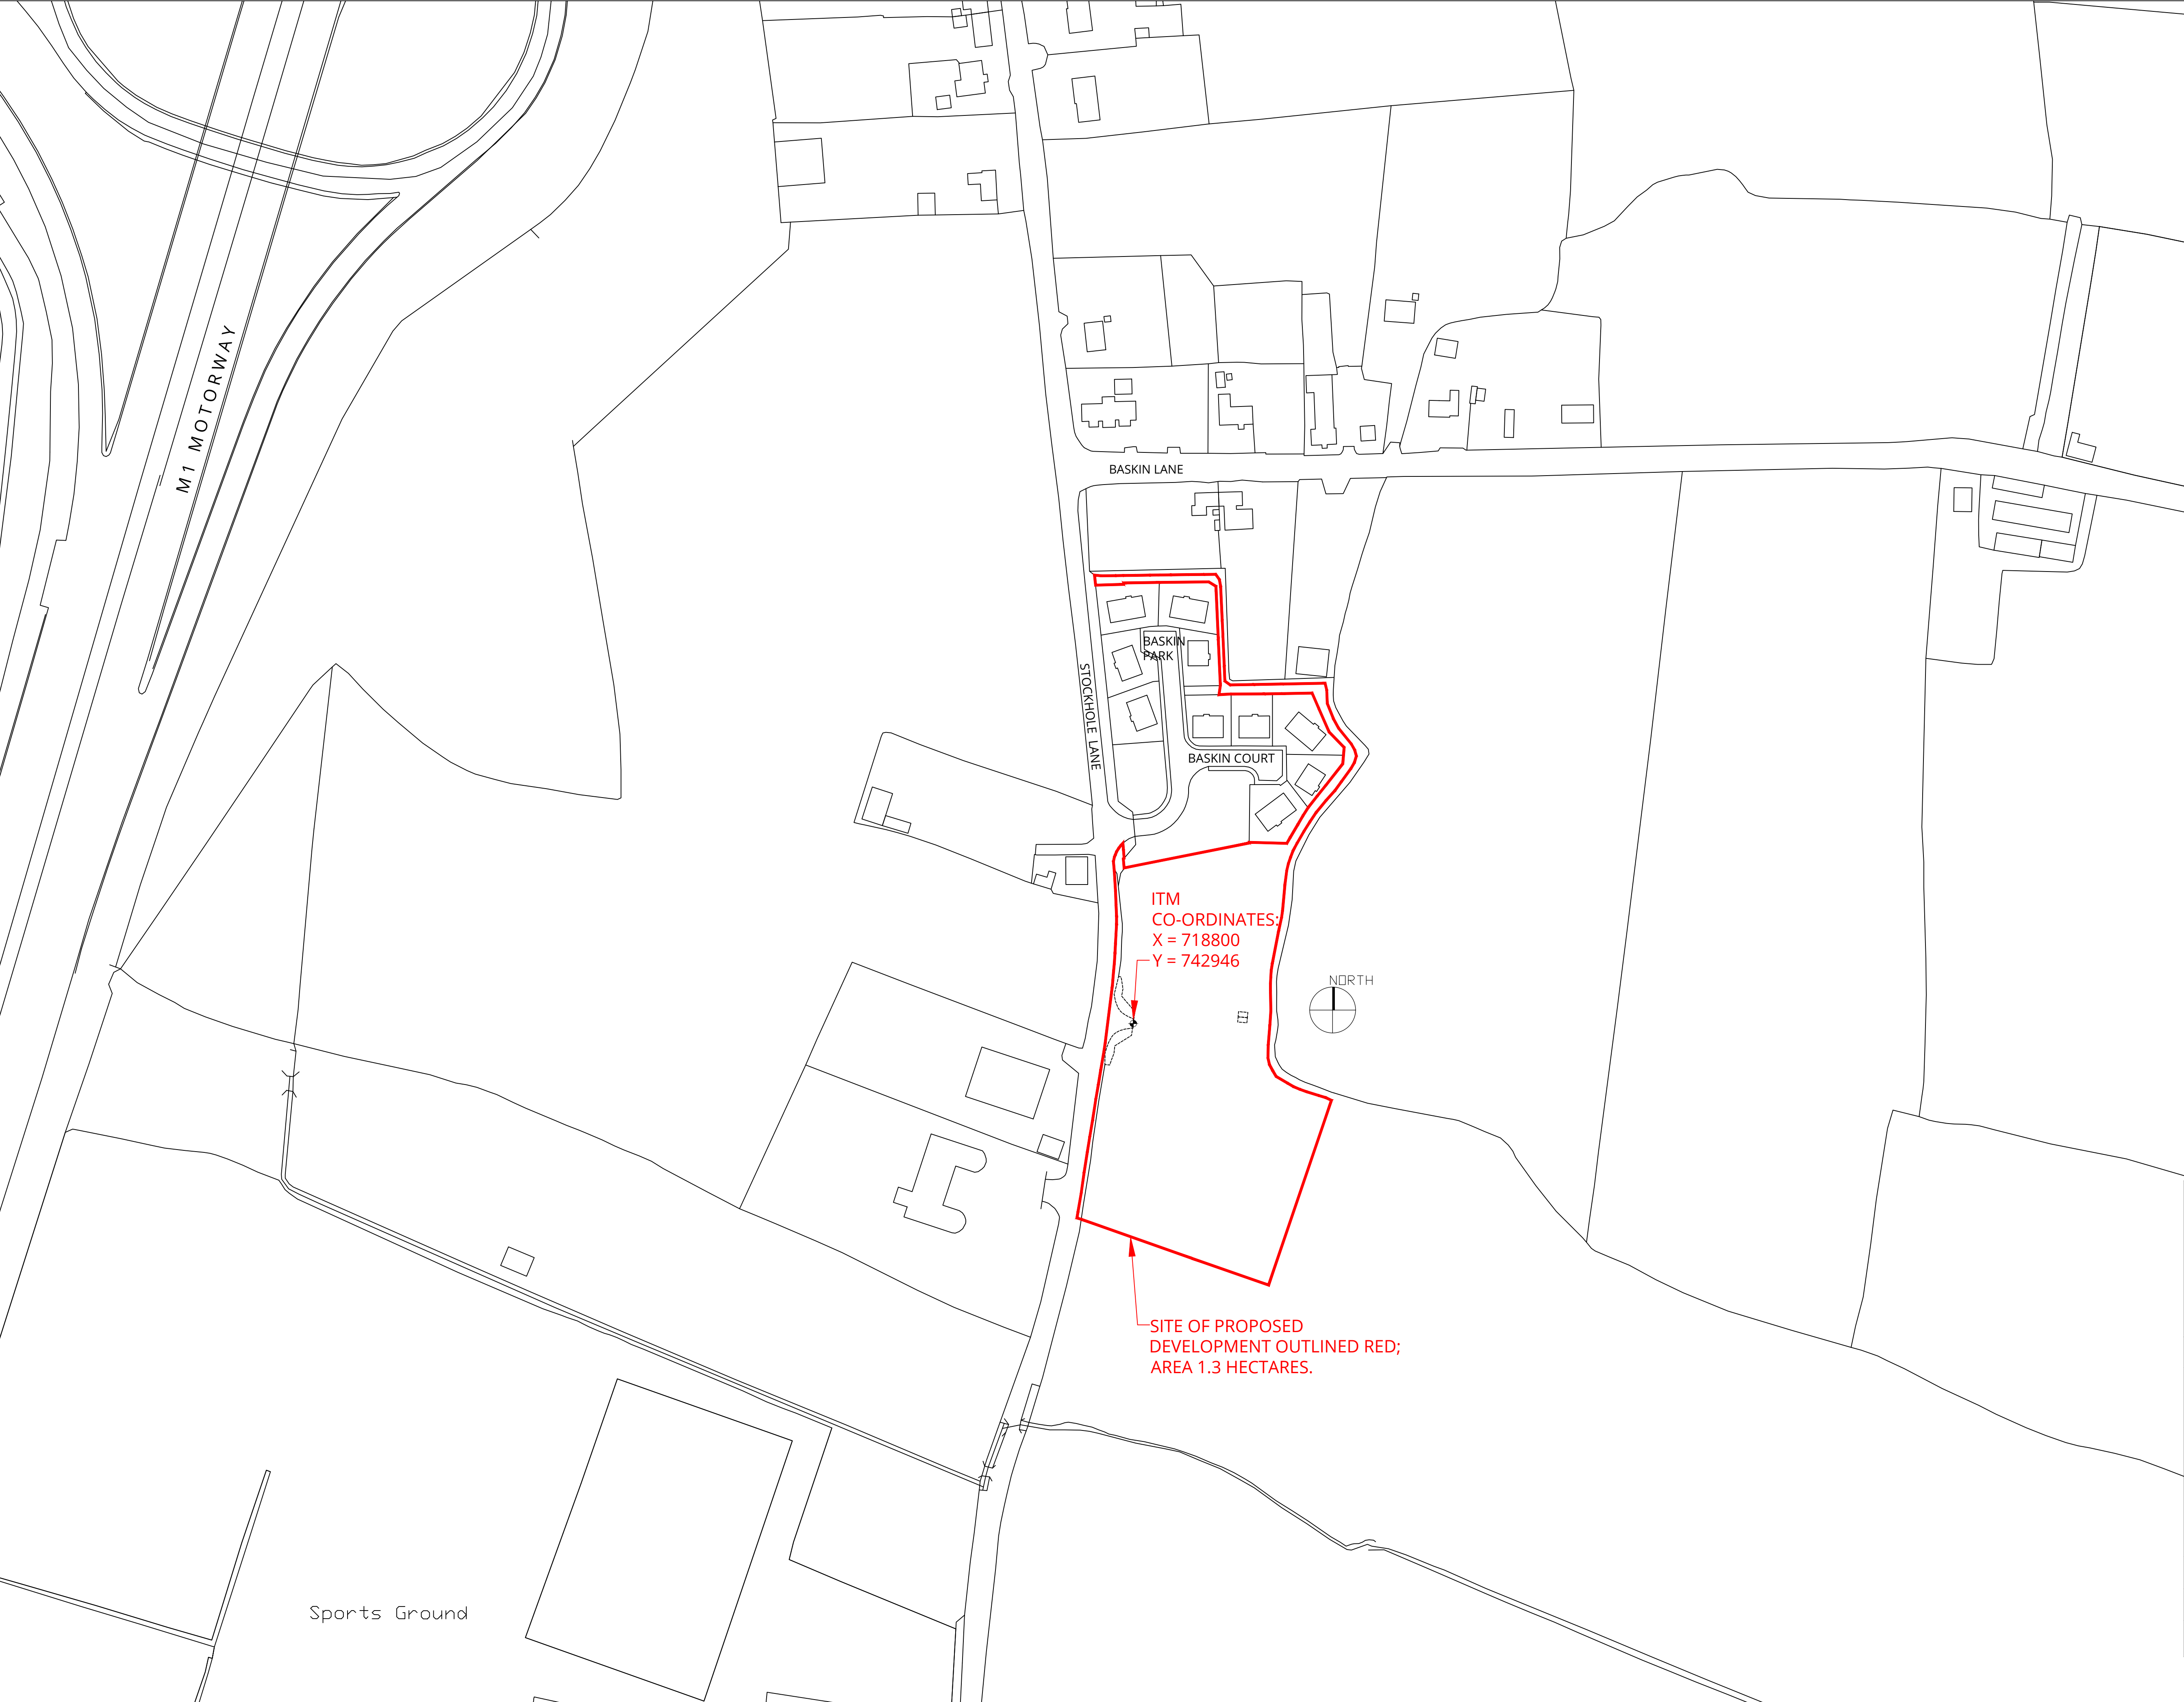 M1 MOTORWAY
BASKIN LANE
BASKIN
PARK
STOCKHOLE LANE
BASKIN COURT
ITM
CO-ORDINATES:
X = 718800
Y = 742946
NORTH
SITE OF PROPOSED
DEVELOPMENT OUTLINED RED;
AREA 1.3 HECTARES.
Sports Ground